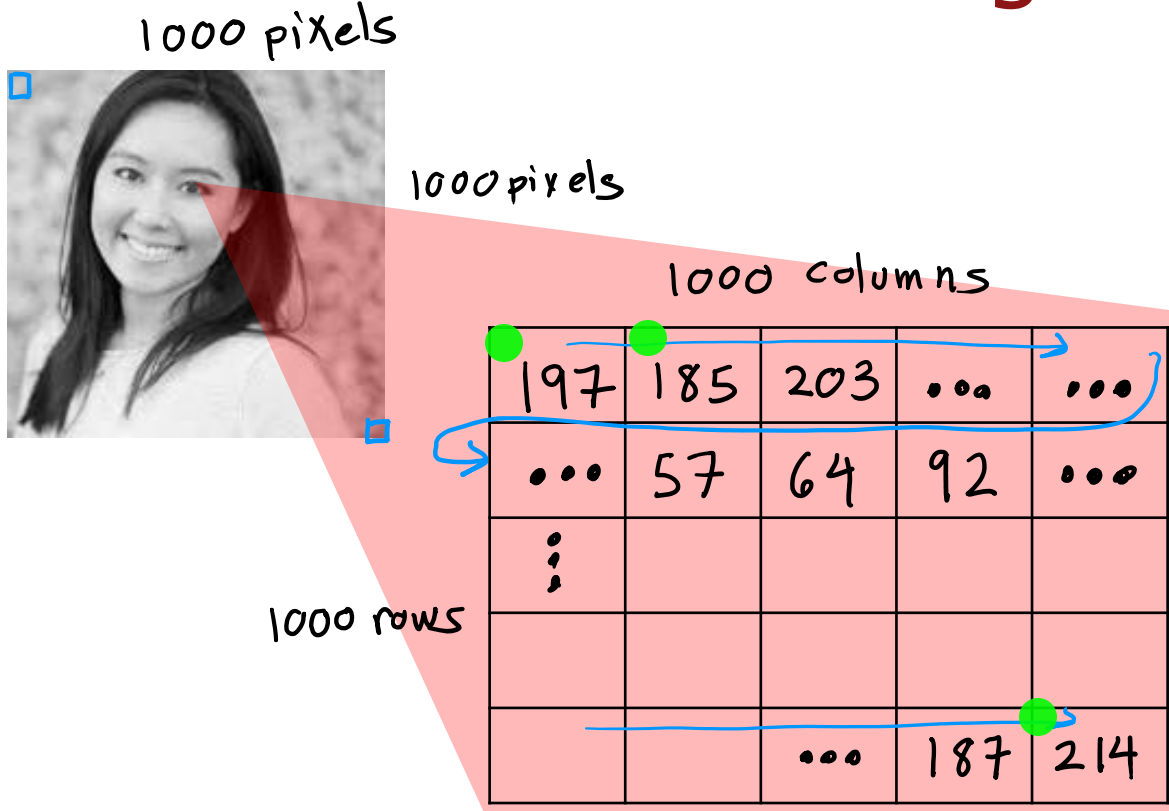 1000 pixels
1000 pixels
1000 columns
197 185 203 ... ...
... 57 64 92 ...
⋮
1000 rows
... 187 214